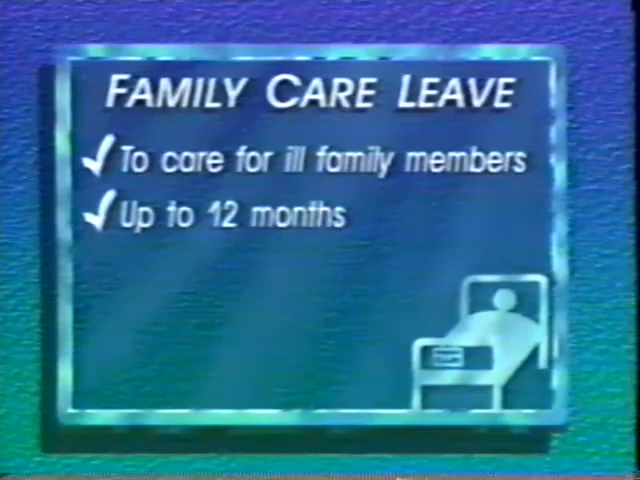 FAMILY CARE LEAVE
To care for ill family members
Up to 12 months